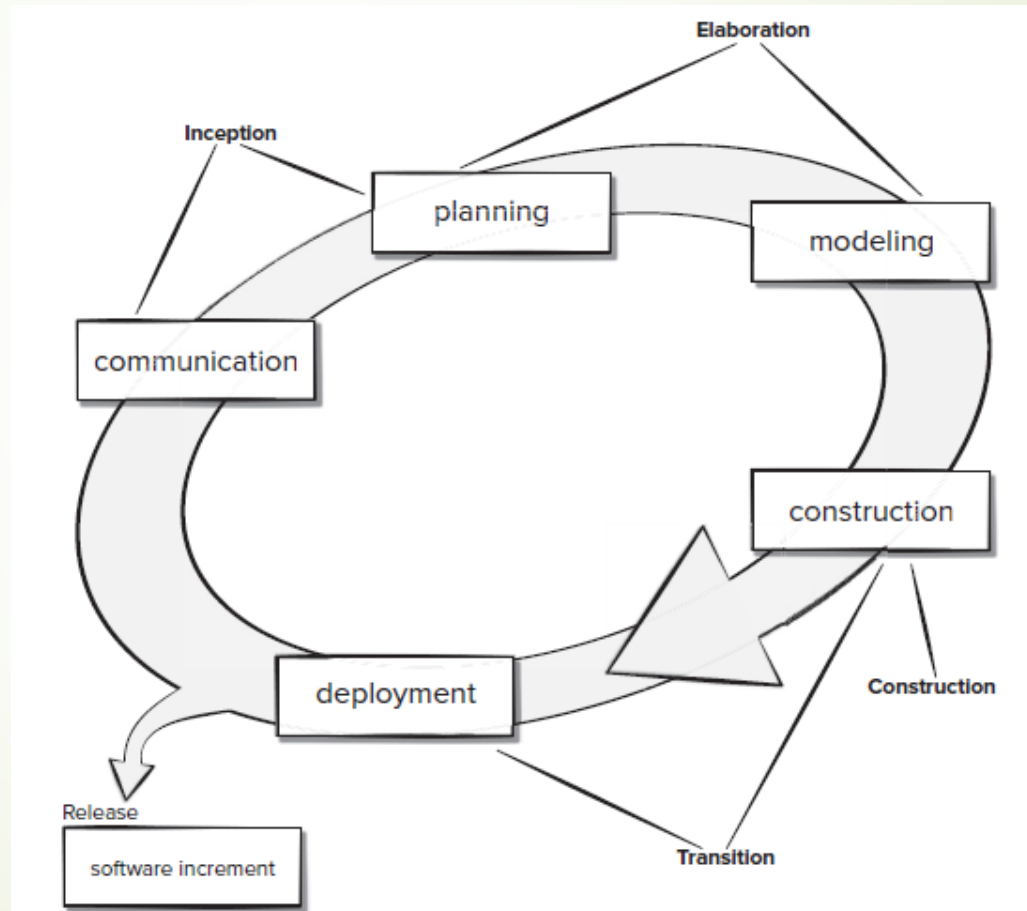 Elaboration
Inception
planning
modeling
communication
construction
deployment
Construction
Release
software increment
Transition